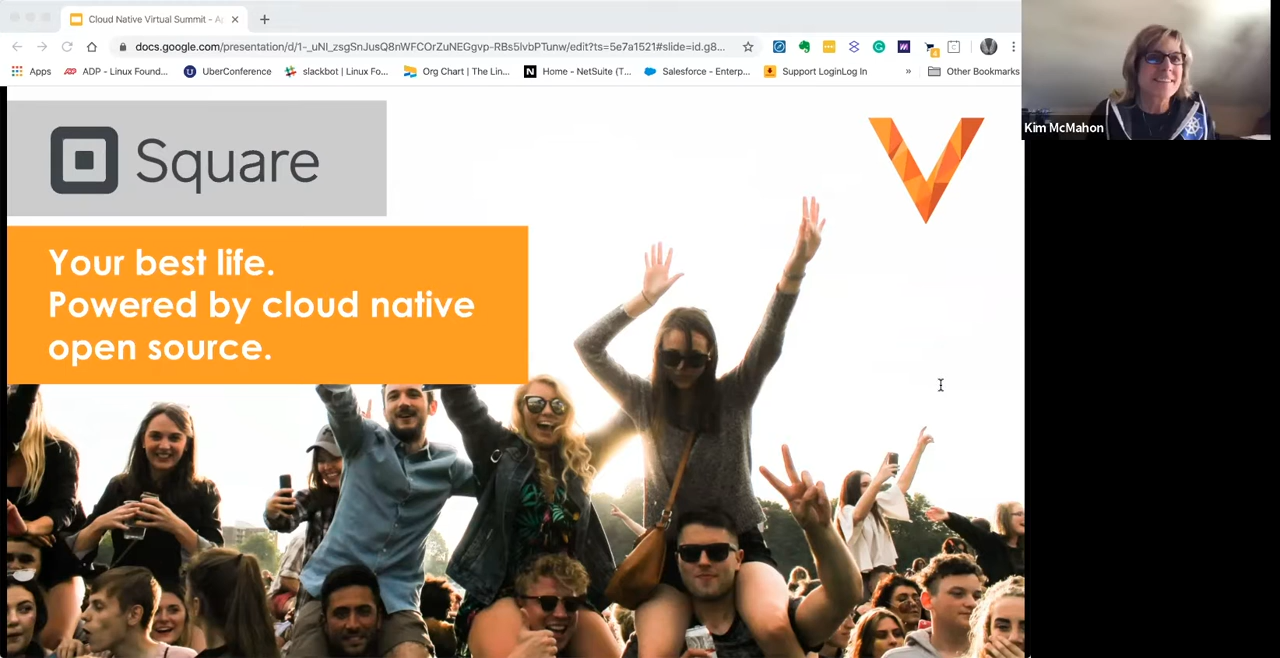 Cloud Native Virtual Summit - A
docs.google.com/presentation/d/1-_uNI_zsgSnJusQ8nWFCOrZuNEGgvp-RBs5lvbPTunw/edit?ts=5e7a1521#slide=id.g8...
Apps ADP - Linux Found... UberConference slackbot | Linux Fo... Org Chart | The Lin... Home - NetSuite (T... Salesforce - Enterp... Support LoginLog In » Other Bookmarks
Kim McMahon
Square
Your best life.
Powered by cloud native
open source.